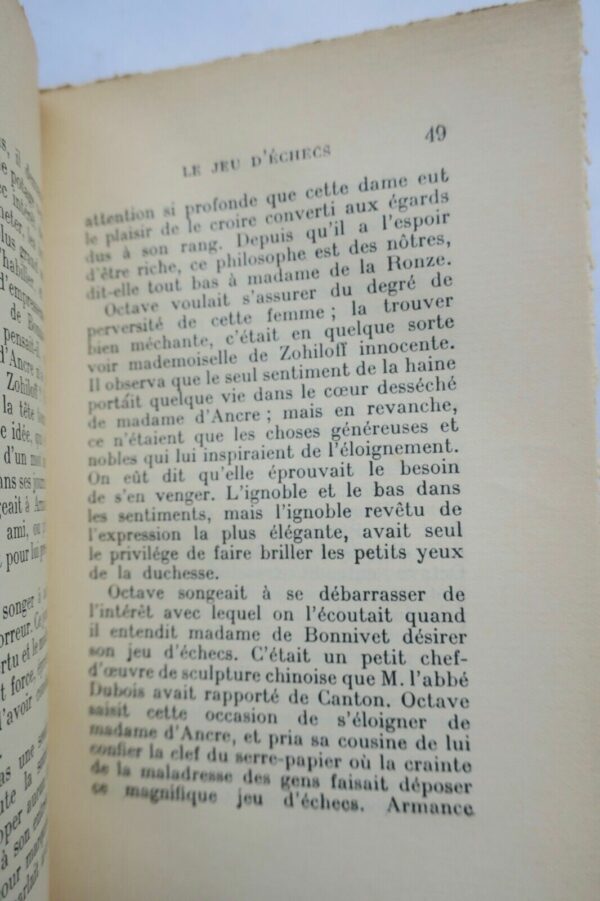 49
LE JEU D'ÉCHECS
attention si profonde que cette dame eut
le plaisir de le croire converti aux égards
dus à son rang. Depuis qu'il a l'espoir
d'être riche, ce philosophe est des nôtres,
dit-elle tout bas à madame de la Ronze.
Octave voulait s'assurer du degré de
perversité de cette femme ; la trouver
bien méchante, c'était en quelque sorte
voir mademoiselle de Zohiloff innocente.
Il observa que le seul sentiment de la haine
portait quelque vie dans le cœur desséché
de madame d'Ancre ; mais en revanche,
ce n'étaient que les choses généreuses et
nobles qui lui inspiraient de l'éloignement.
On eût dit qu'elle éprouvait le besoin
de s'en venger. L'ignoble et le bas dans
les sentiments, mais l'ignoble revêtu de
l'expression la plus élégante, avait seul
le privilége de faire briller les petits yeux
de la duchesse.
Octave songeait à se débarrasser de
l'intérêt avec lequel on l'écoutait quand
il entendit madame de Bonnivet désirer
son jeu d'échecs. C'était un petit chef-
d'œuvre de sculpture chinoise que M. l'abbé
Dubois avait rapporté de Canton. Octave
saisit cette occasion de s'éloigner de
madame d'Ancre, et pria sa cousine de lui
confier la clef du serre-papier où la crainte
de la maladresse des gens faisait déposer
ce magnifique jeu d'échecs. Armance